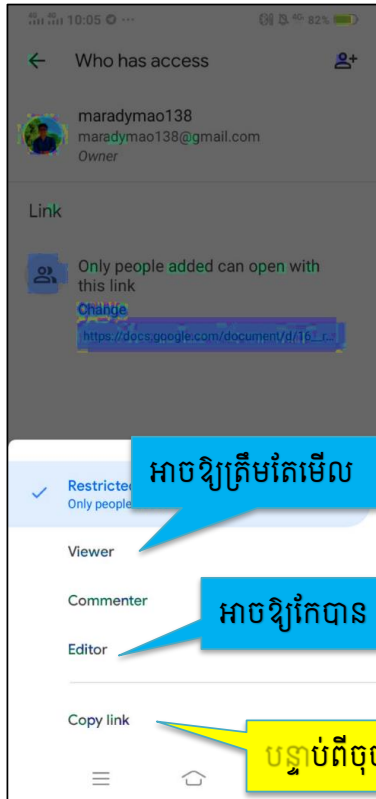 10:05
4G 82%
Who has access
maradymao138
maradymao138@gmail.com
Owner
Link
Only people added can open with
this link
Change
https://docs.google.com/document/d/16__r...
អាចឱ្យត្រឹមតែមើល
Restricted
Only people
Viewer
Commenter
អាចឱ្យកែបាន
Editor
Copy link
បន្ទាប់ពីចុច